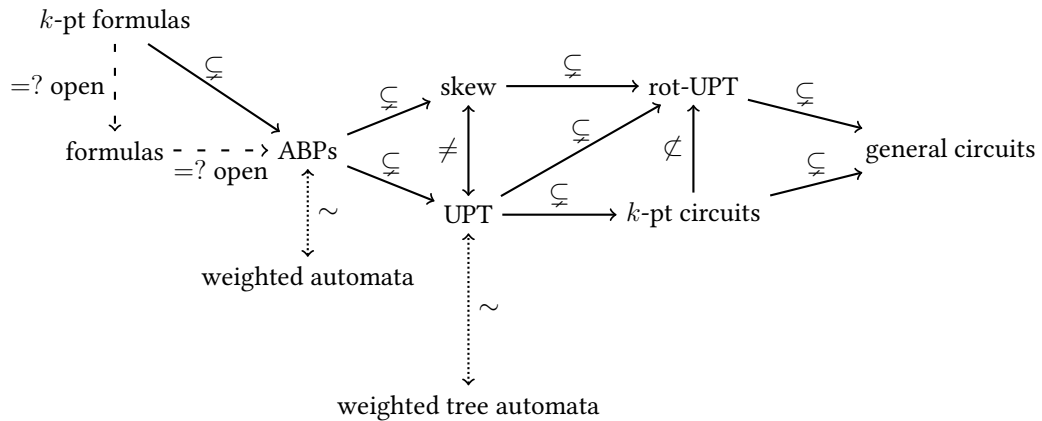 k-pt formulas
⊊
=? open
⊊
skew
⊊
rot-UPT
⊊
formulas
=? open
ABPs
⊊
≠
⊊
⊄
⊊
general circuits
UPT
⊊
k-pt circuits
∼
weighted automata
∼
weighted tree automata